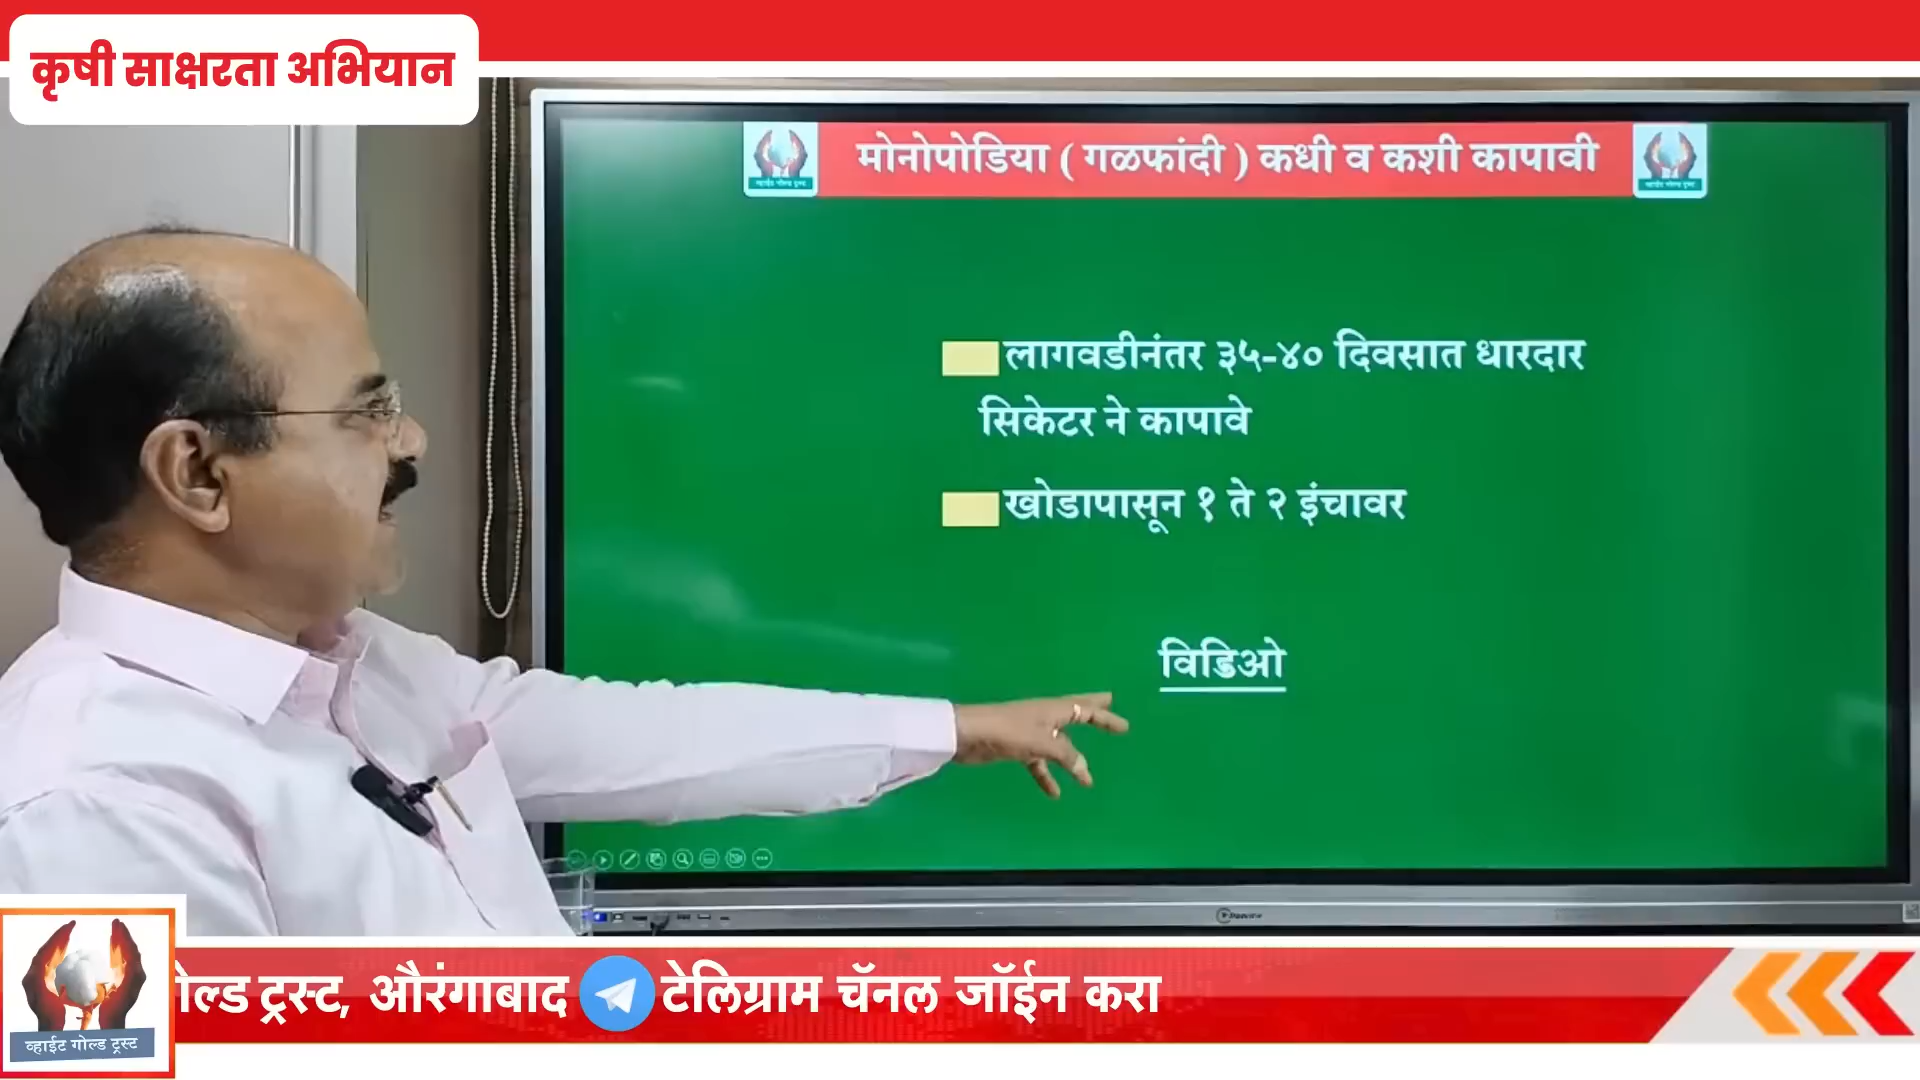 कृषी साक्षरता अभियान
मोनोपोडिया ( गळफांदी ) कधी व कशी कापावी
लागवडीनंतर ३५-४० दिवसात धारदार
सिकेटर ने कापावे
खोडापासून १ ते २ इंचावर
विडिओ
गोल्ड ट्रस्ट, औरंगाबाद टेलिग्राम चॅनल जॉईन करा
व्हाईट गोल्ड ट्रस्ट